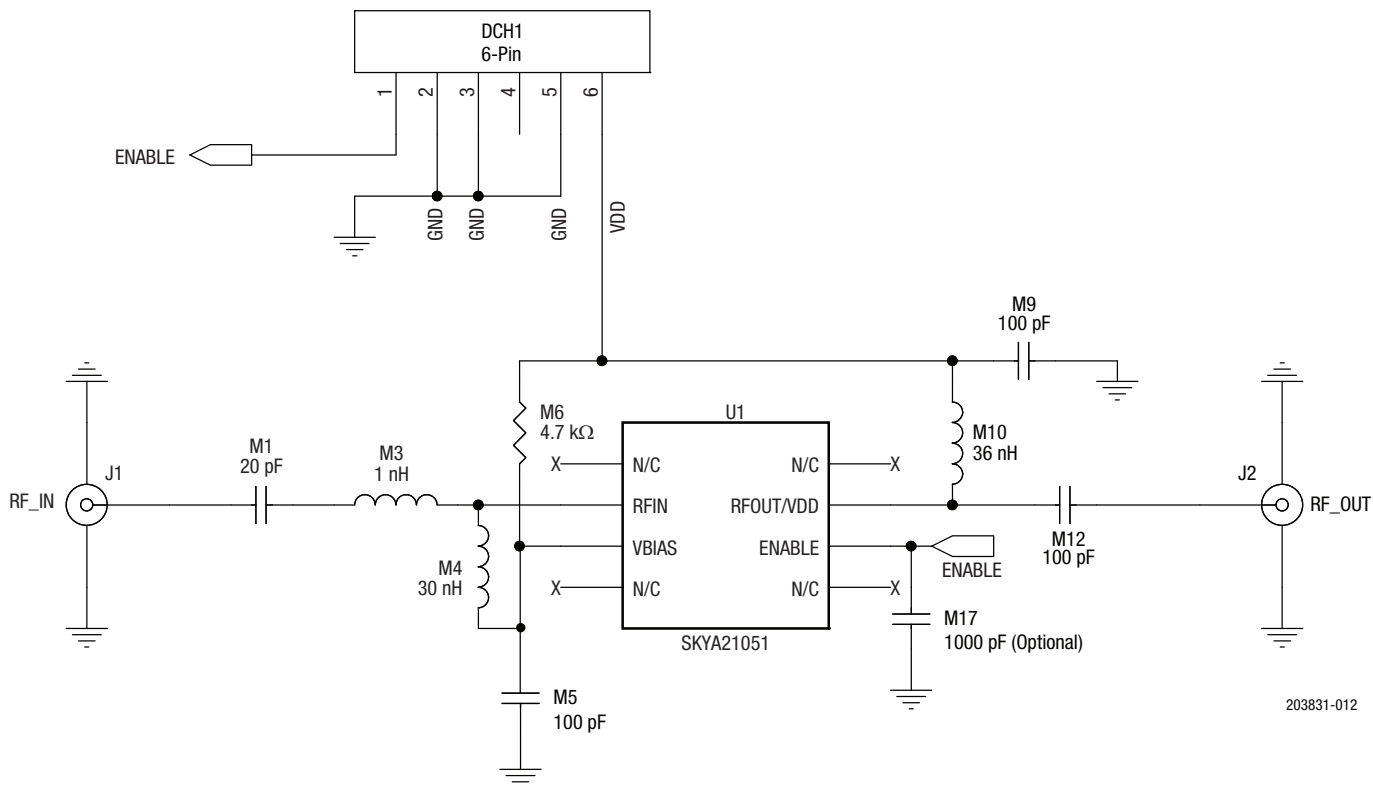 DCH1
6-Pin
1
2
3
4
5
6
ENABLE
GND
GND
GND
VDD
M9
100 pF
M6
4.7 kΩ
U1
M10
36 nH
M1
20 pF
M3
1 nH
J1
J2
N/C
N/C
X
X
RF_IN
RFIN
RFOUT/VDD
RF_OUT
VBIAS
ENABLE
M12
100 pF
ENABLE
M4
30 nH
X
N/C
N/C
X
M17
1000 pF (Optional)
SKYA21051
M5
100 pF
203831-012